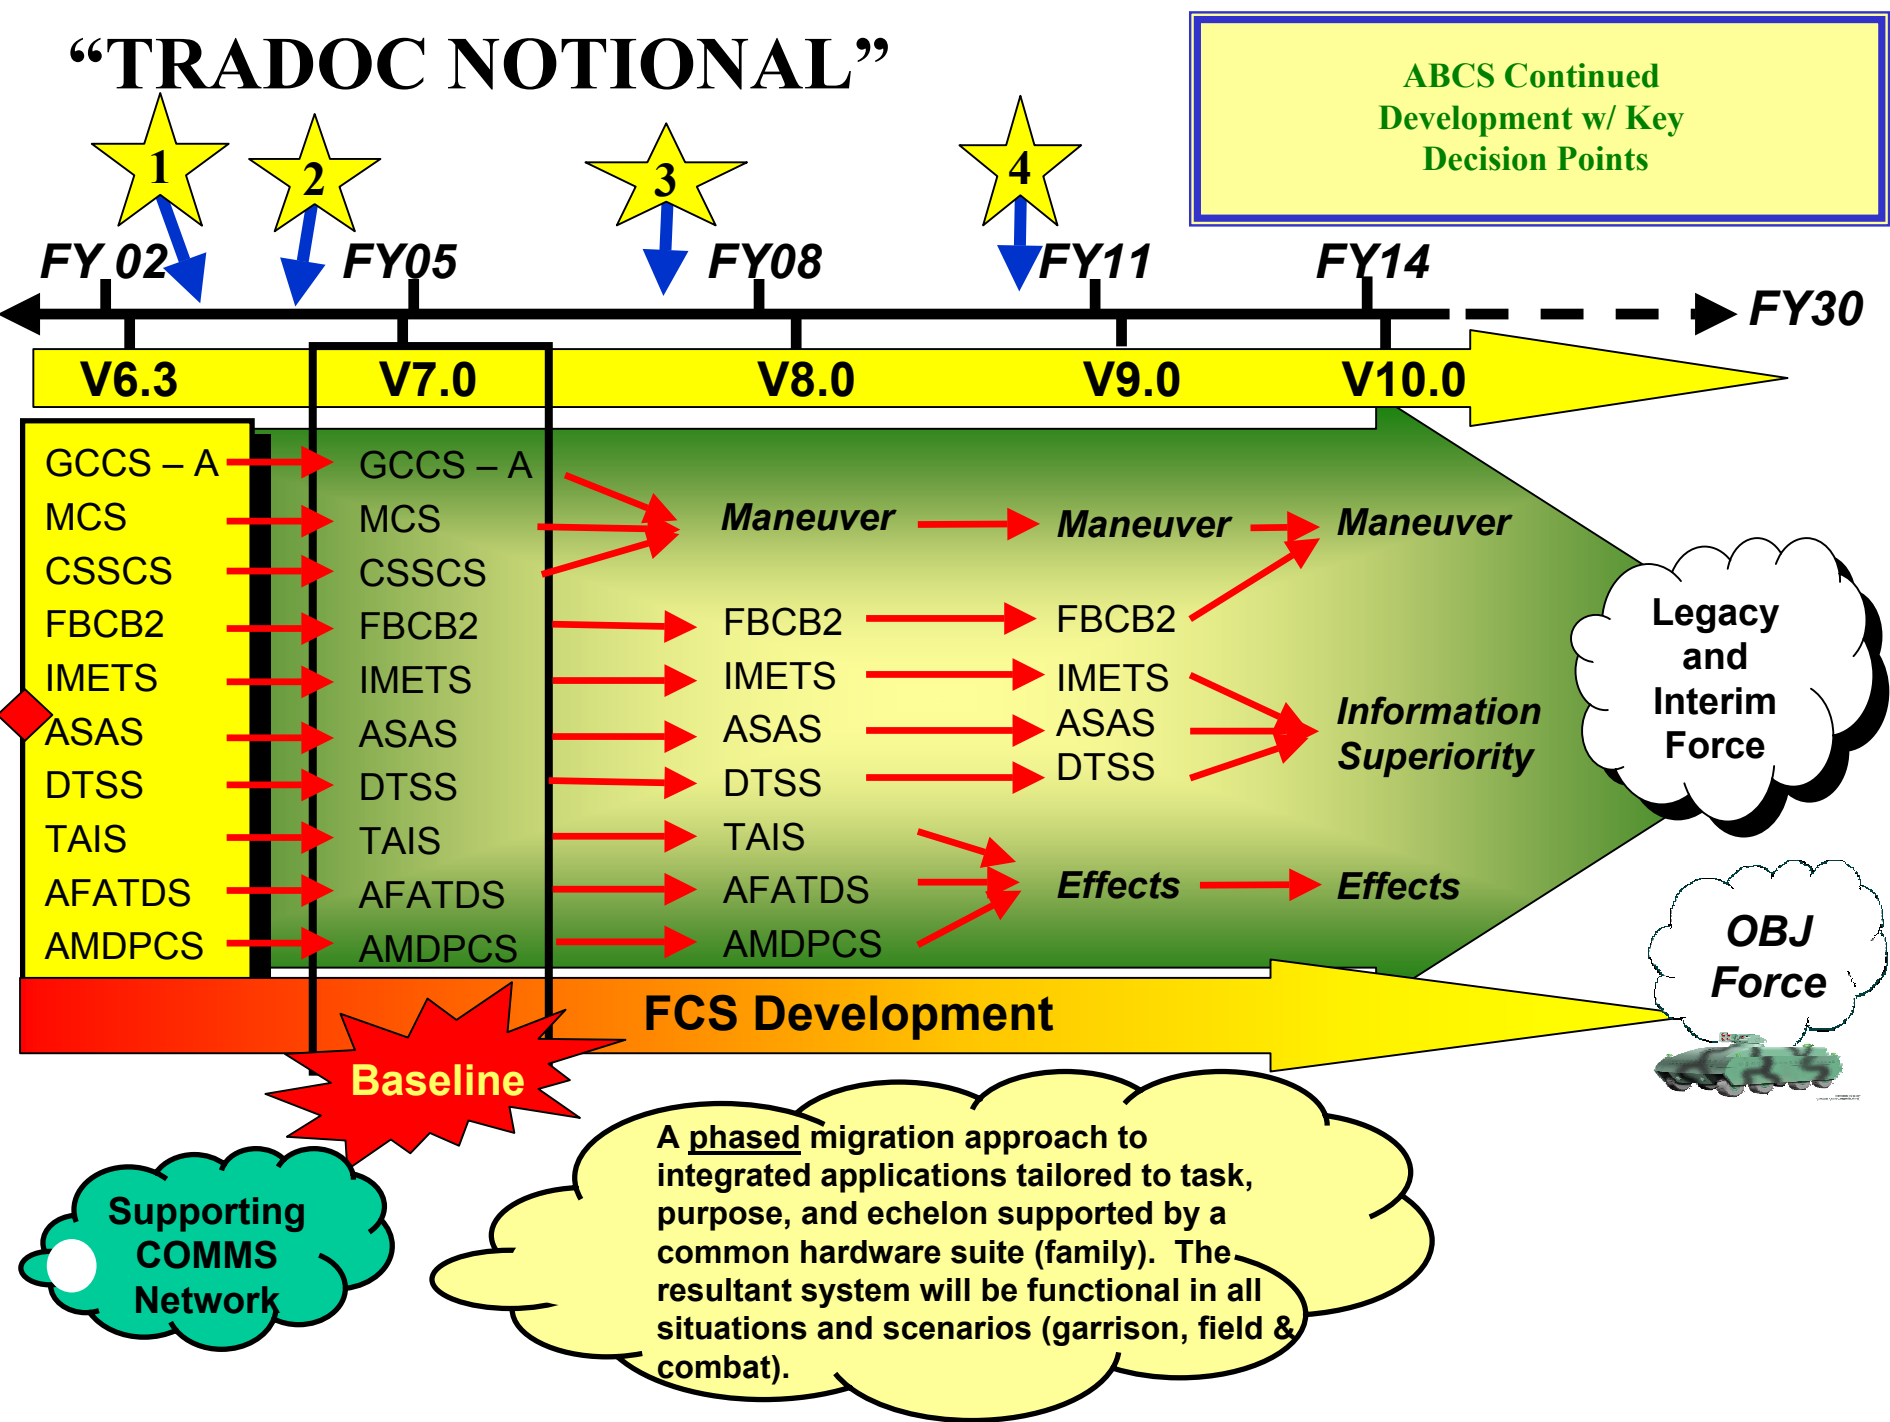 “TRADOC NOTIONAL”
ABCS Continued
Development w/ Key
Decision Points
1
2
3
4
FY 02
FY05
FY08
FY11
FY14
FY30
V6.3
V7.0
V8.0
V9.0
V10.0
GCCS – A
MCS
CSSCS
FBCB2
IMETS
ASAS
DTSS
TAIS
AFATDS
AMDPCS
GCCS – A
MCS
CSSCS
FBCB2
IMETS
ASAS
DTSS
TAIS
AFATDS
AMDPCS
Maneuver
FBCB2
IMETS
ASAS
DTSS
TAIS
AFATDS
AMDPCS
Maneuver
FBCB2
IMETS
ASAS
DTSS
Effects
Maneuver
Information
Superiority
Effects
Legacy
and
Interim
Force
OBJ
Force
FCS Development
Baseline
Supporting
COMMS
Network
A phased migration approach to
integrated applications tailored to task,
purpose, and echelon supported by a
common hardware suite (family).  The
resultant system will be functional in all
situations and scenarios (garrison, field &
combat).